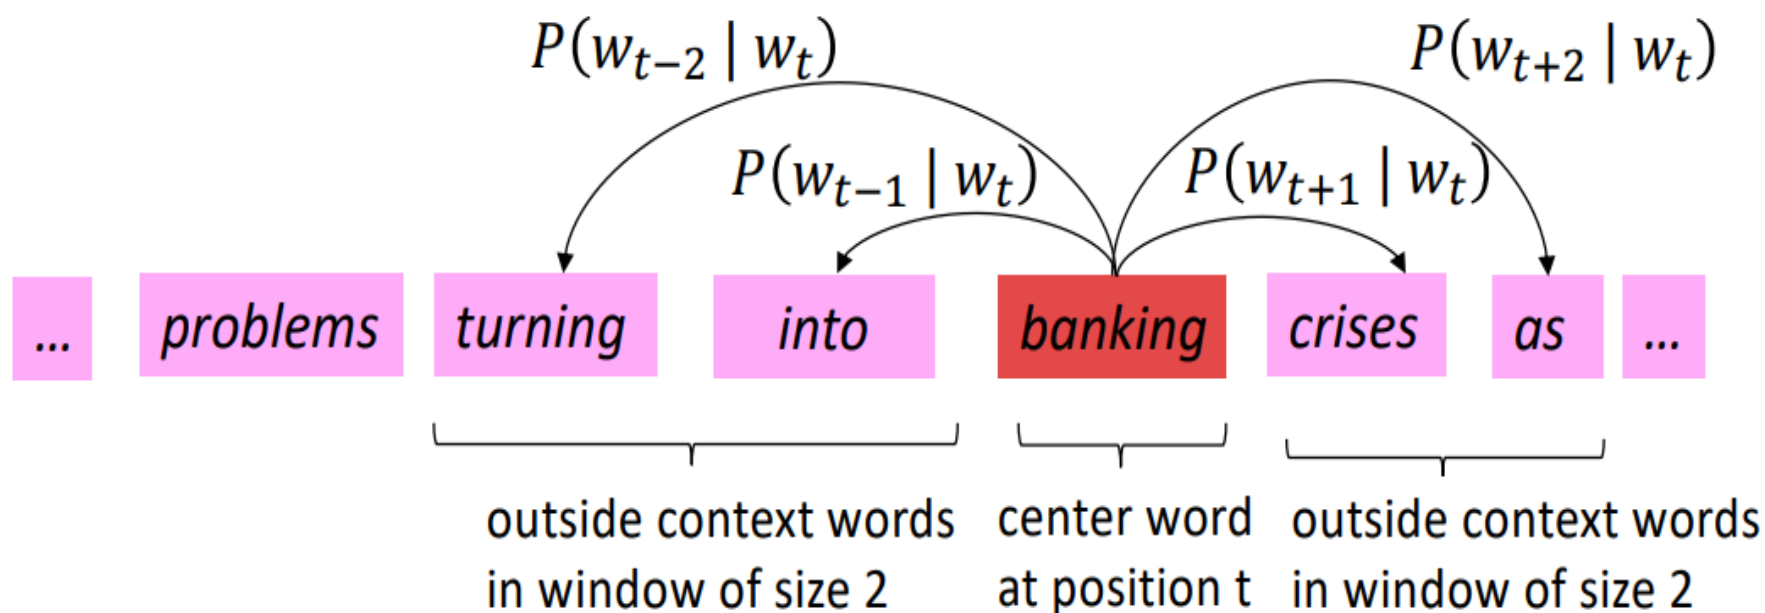 P(w_{t-2} | w_t)
P(w_{t+2} | w_t)
P(w_{t-1} | w_t)
P(w_{t+1} | w_t)
... problems turning into banking crises as ...
outside context words
in window of size 2
center word
at position t
outside context words
in window of size 2